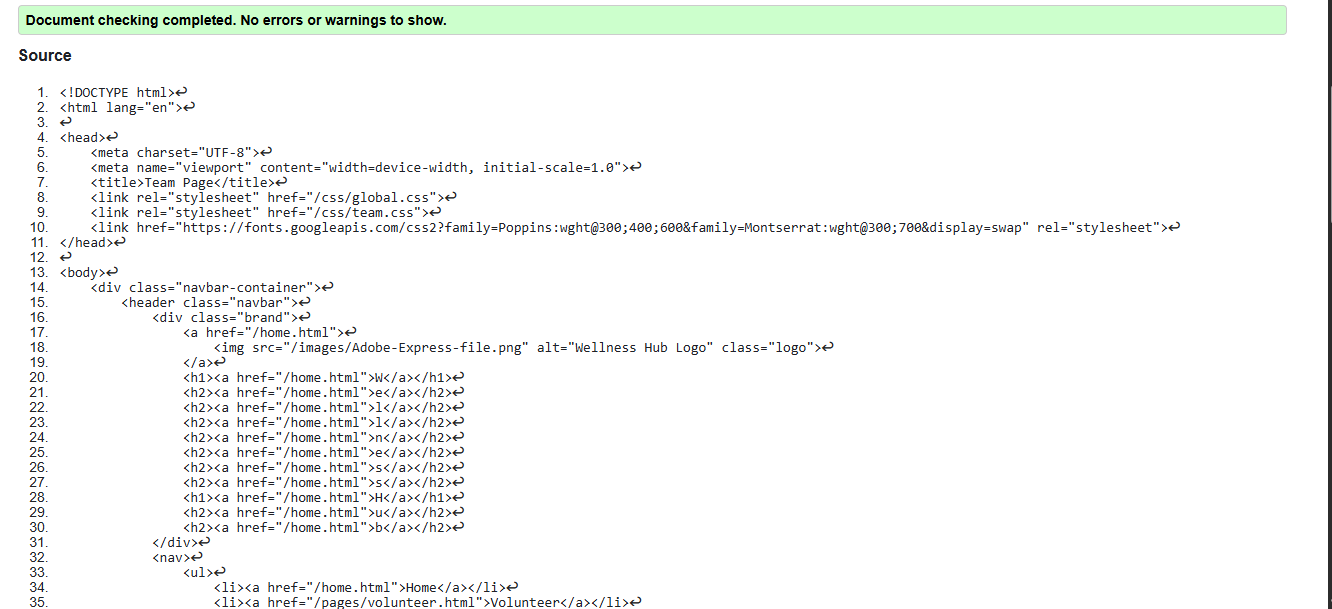 Document checking completed. No errors or warnings to show.
Source
1. <!DOCTYPE html>↩
2. <html lang="en">↩
3. ↩
4. <head>↩
5.     <meta charset="UTF-8">↩
6.     <meta name="viewport" content="width=device-width, initial-scale=1.0">↩
7.     <title>Team Page</title>↩
8.     <link rel="stylesheet" href="/css/global.css">↩
9.     <link rel="stylesheet" href="/css/team.css">↩
10.     <link href="https://fonts.googleapis.com/css2?family=Poppins:wght@300;400;600&family=Montserrat:wght@300;700&display=swap" rel="stylesheet">↩
11. </head>↩
12. ↩
13. <body>↩
14.     <div class="navbar-container">↩
15.         <header class="navbar">↩
16.             <div class="brand">↩
17.                 <a href="/home.html">↩
18.                     <img src="/images/Adobe-Express-file.png" alt="Wellness Hub Logo" class="logo">↩
19.                 </a>↩
20.                 <h1><a href="/home.html">W</a></h1>↩
21.                 <h2><a href="/home.html">e</a></h2>↩
22.                 <h2><a href="/home.html">l</a></h2>↩
23.                 <h2><a href="/home.html">l</a></h2>↩
24.                 <h2><a href="/home.html">n</a></h2>↩
25.                 <h2><a href="/home.html">e</a></h2>↩
26.                 <h2><a href="/home.html">s</a></h2>↩
27.                 <h2><a href="/home.html">s</a></h2>↩
28.                 <h1><a href="/home.html">H</a></h1>↩
29.                 <h2><a href="/home.html">u</a></h2>↩
30.                 <h2><a href="/home.html">b</a></h2>↩
31.             </div>↩
32.             <nav>↩
33.                 <ul>↩
34.                     <li><a href="/home.html">Home</a></li>↩
35.                     <li><a href="/pages/volunteer.html">Volunteer</a></li>↩